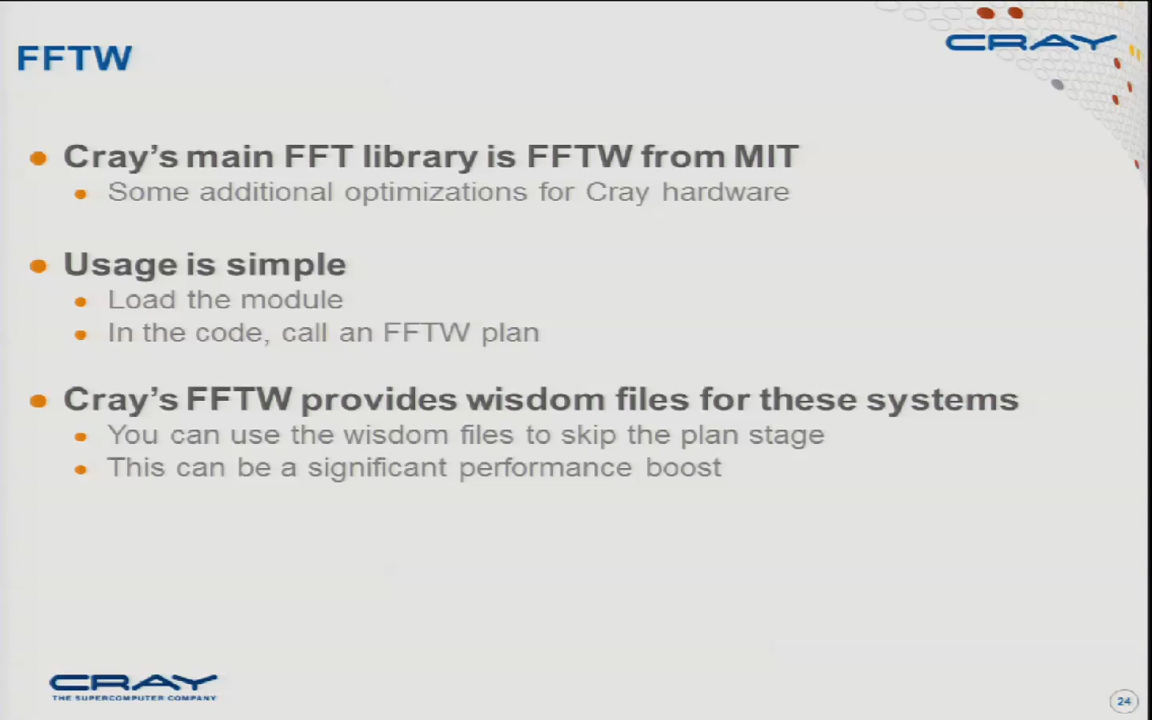 FFTW
CRAY
Cray's main FFT library is FFTW from MIT
Some additional optimizations for Cray hardware
Usage is simple
Load the module
In the code, call an FFTW plan
Cray's FFTW provides wisdom files for these systems
You can use the wisdom files to skip the plan stage
This can be a significant performance boost
CRAY
THE SUPERCOMPUTER COMPANY
24